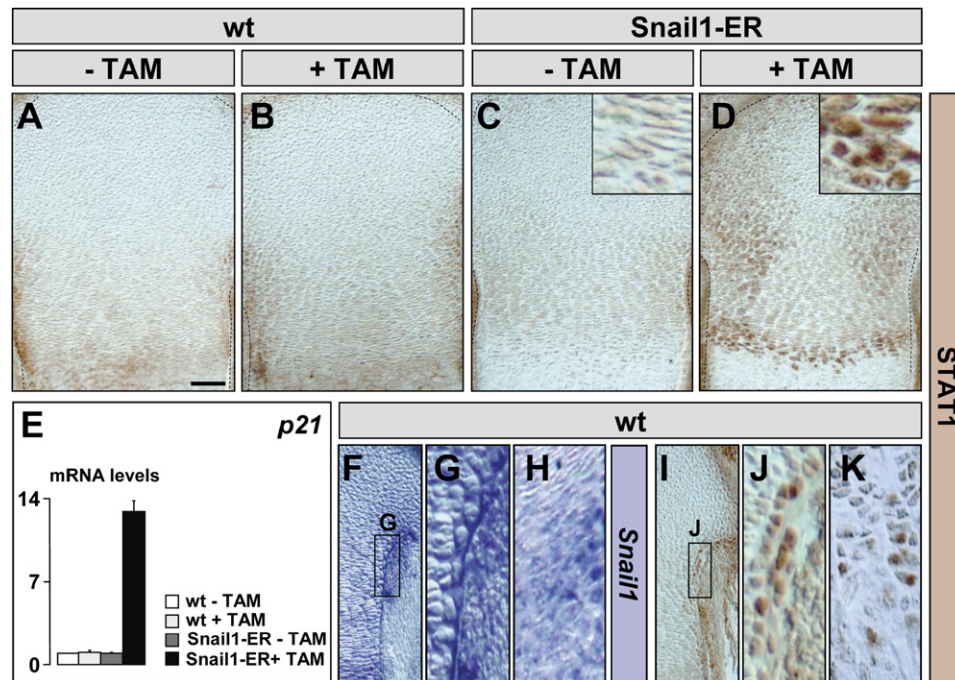 wt
Snail1-ER
- TAM
+ TAM
- TAM
+ TAM
A
B
C
D
STAT1
E
p21
mRNA levels
14
7
0
wt - TAM
wt + TAM
Snail1-ER - TAM
Snail1-ER+ TAM
wt
F
G
G
H
Snail1
I
J
J
K